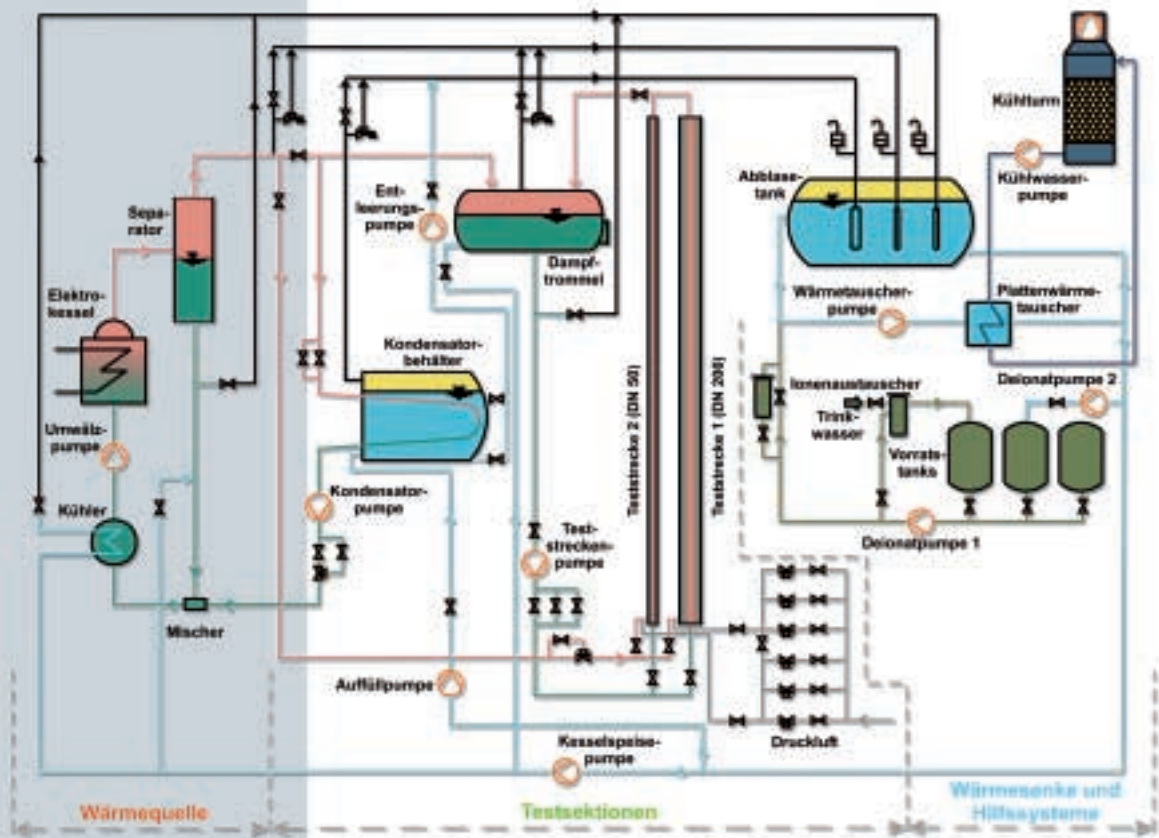 Kühlturm
Kühlwasser-
pumpe
Abblase-
tank
Ent-
leerungs-
pumpe
Sepa-
rator
Dampf-
trommel
Elektro-
kessel
Wärmetauscher-
pumpe
Plattenwärme-
tauscher
Kondensator-
behälter
Deionatpumpe 2
Ionenaustauscher
Trink-
wasser
Vorrats-
tanks
Umwälz-
pumpe
Teststrecke 2 (DN 50)
Teststrecke 1 (DN 200)
Kondensator-
pumpe
Kühler
Test-
strecken-
pumpe
Deionatpumpe 1
Mischer
Auffüllpumpe
Druckluft
Kesselspeise-
pumpe
Wärmequelle
Testsektionen
Wärmesenke und
Hilfssysteme